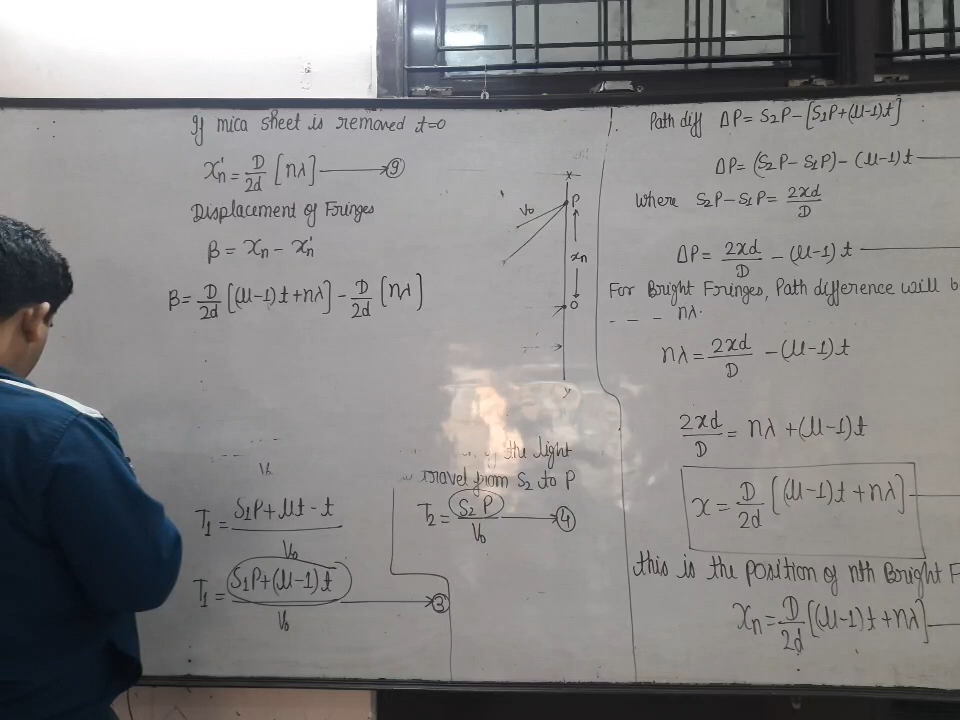 If mica sheet is removed t=0
x'n = D/2d [nλ] ⑨
Displacement of Fringes
β = xn - x'n
β = D/2d [(μ-1)t+nλ] - D/2d [nλ]
V₀
T₁ = S₁P+μt-t / V₀
T₁ = S₁P+(μ-1)t / V₀ ③
x
P
V₀
xn
O
y
the light
travel from S₂ to P
T₂ = S₂P / V₀ ④
Path diff ΔP = S₂P-[S₁P+(μ-1)t]
ΔP = (S₂P-S₁P)-(μ-1)t
where S₂P-S₁P = 2xd/D
ΔP = 2xd/D - (μ-1)t
For Bright Fringes, Path difference will b
- - - nλ.
nλ = 2xd/D - (μ-1)t
2xd/D = nλ+(μ-1)t
x = D/2d [(μ-1)t+nλ]
this is the position of nth Bright F
xn = D/2d [(μ-1)t+nλ]